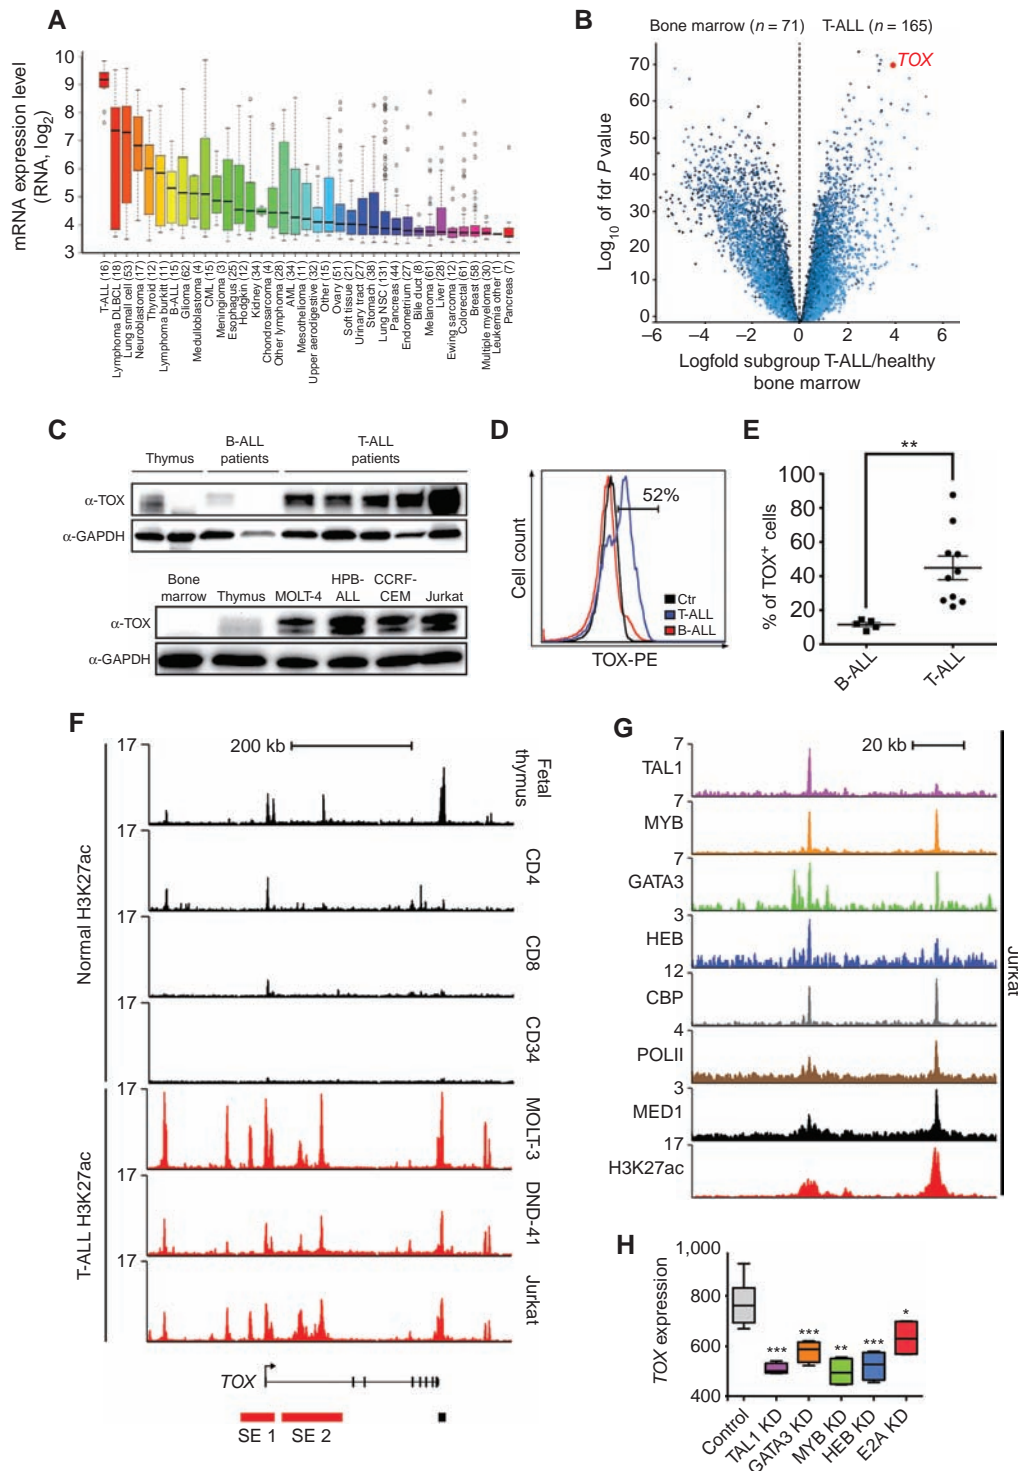 A
mRNA expression level
(RNA, log2)
10
9
7
6
5
4
3
T-ALL (16)
Lymphoma DLBCL (18)
Lung small cell (53)
Neuroblastoma (17)
Thyroid (12)
Lymphoma burkitt (11)
B-ALL (15)
Glioma (62)
Medulloblastoma (4)
CML (15)
Meningioma (3)
Esophagus (25)
Hodgkin (12)
Kidney (34)
Chondrosarcoma (4)
Other lymphoma (28)
AML (34)
Mesothelioma (11)
Upper aerodigestive (32)
Other (15)
Ovary (51)
Soft tissue (21)
Urinary tract (27)
Stomach (38)
Lung NSC (131)
Pancreas (44)
Endometrium (27)
Bile duct (8)
Melanoma (61)
Liver (28)
Ewing sarcoma (12)
Colorectal (61)
Breast (58)
Multiple myeloma (30)
Leukemia other (1)
Pancreas (7)
B
Bone marrow (n = 71)
T-ALL (n = 165)
TOX
Log10 of fdr P value
70
60
50
40
30
20
10
0
−6
−4
−2
0
2
4
6
Logfold subgroup T-ALL/healthy
bone marrow
C
Thymus
B-ALL
patients
T-ALL
patients
α-TOX
α-GAPDH
Bone
marrow
Thymus
MOLT-4
HPB-
ALL
CCRF-
CEM
Jurkat
α-TOX
α-GAPDH
D
Cell count
52%
Ctr
T-ALL
B-ALL
TOX-PE
E
**
% of TOX+ cells
100
80
60
40
20
0
B-ALL
T-ALL
F
200 kb
Normal H3K27ac
T-ALL H3K27ac
17
Fetal
thymus
17
CD4
17
CD8
17
CD34
17
MOLT-3
17
DND-41
17
Jurkat
TOX
SE 1
SE 2
G
20 kb
7
TAL1
7
MYB
7
GATA3
3
HEB
12
CBP
4
POLII
3
MED1
17
H3K27ac
Jurkat
H
TOX expression
1,000
800
600
400
***
***
**
***
*
Control
TAL1 KD
GATA3 KD
MYB KD
HEB KD
E2A KD